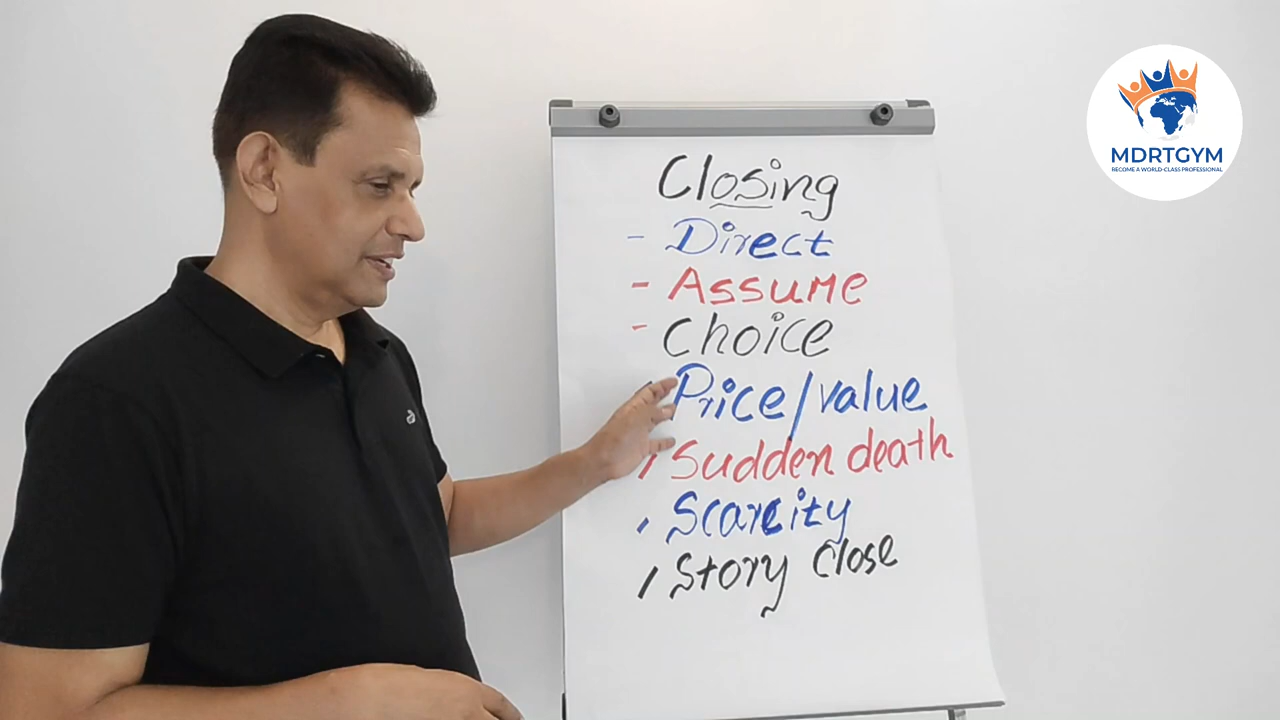 Closing
- Direct
- Assume
- Choice
Price/value
Sudden death
Scarcity
Story Close
MDRTGYM
BECOME A WORLD-CLASS PROFESSIONAL